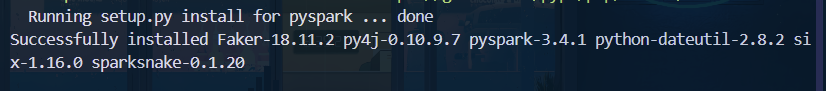 Running setup.py install for pyspark ... done
Successfully installed Faker-18.11.2 py4j-0.10.9.7 pyspark-3.4.1 python-dateutil-2.8.2 si
x-1.16.0 sparksnake-0.1.20